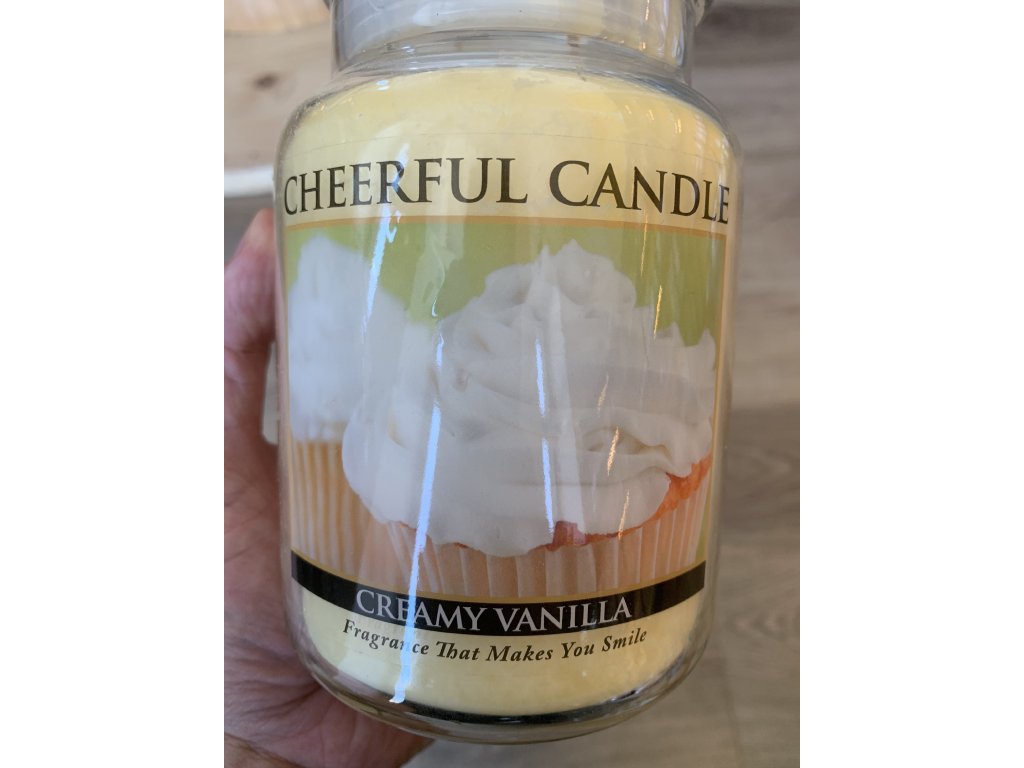 CHEERFUL CANDLE
CREAMY VANILLA
Fragrance That Makes You Smile